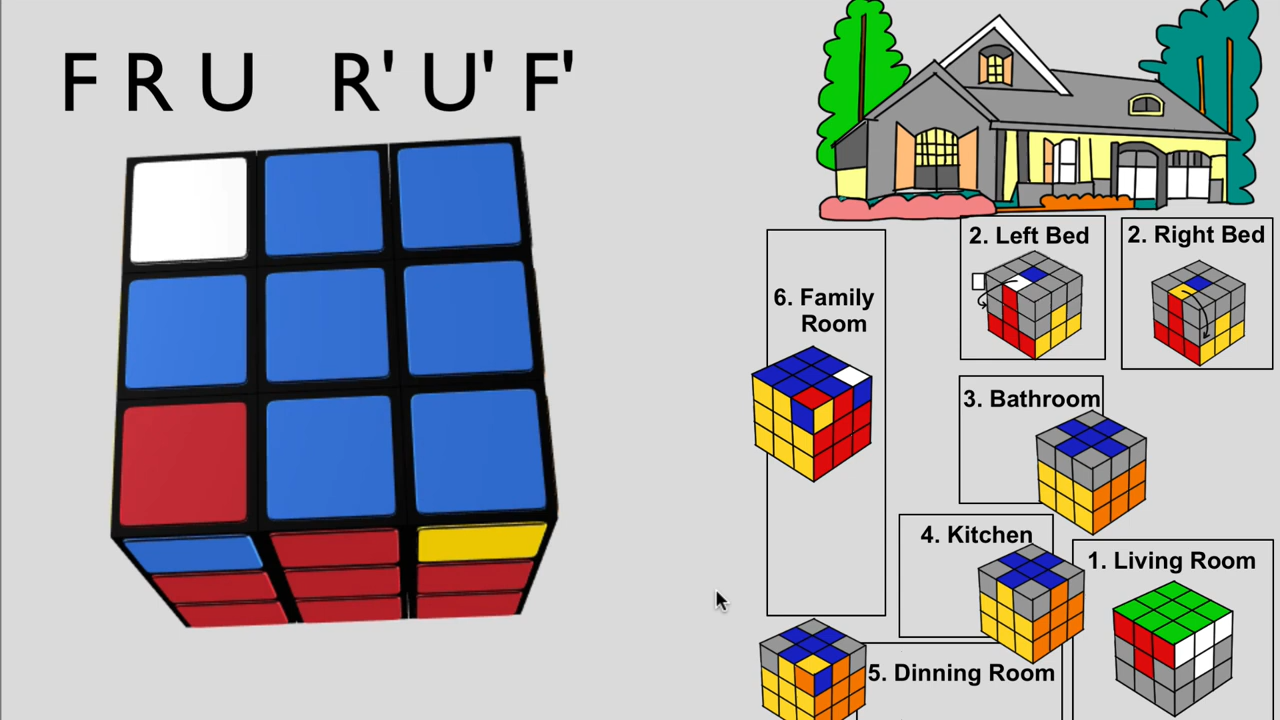 F R U R' U' F'
2. Left Bed
2. Right Bed
6. Family
Room
3. Bathroom
4. Kitchen
1. Living Room
5. Dinning Room